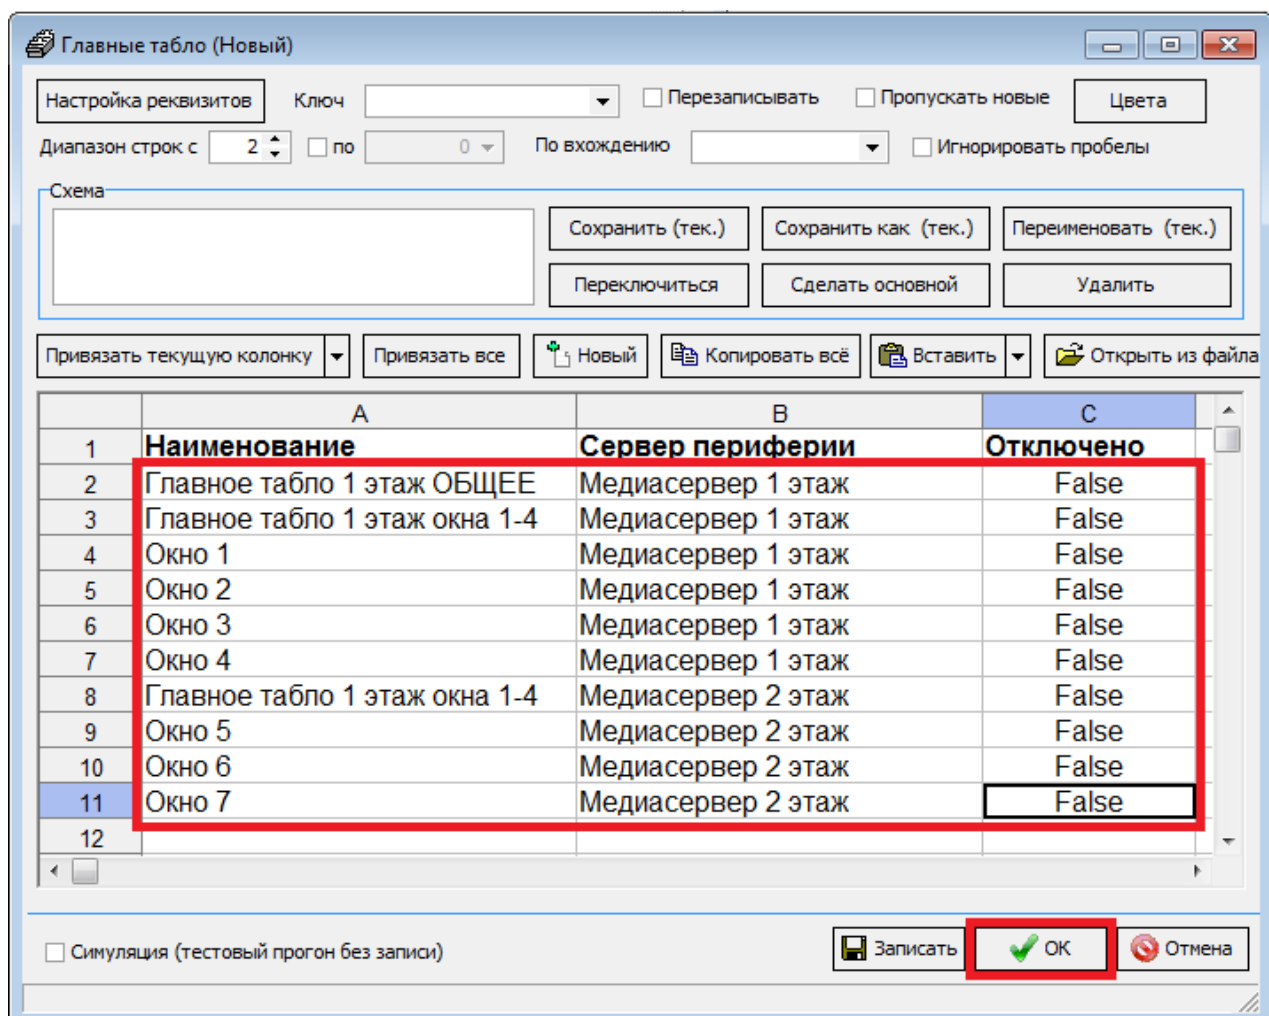 Главные табло (Новый)
Настройка реквизитов Ключ Перезаписывать Пропускать новые Цвета
Диапазон строк с 2 по 0 По вхождению Игнорировать пробелы
Схема
Сохранить (тек.) Сохранить как (тек.) Переименовать (тек.)
Переключиться Сделать основной Удалить
Привязать текущую колонку Привязать все Новый Копировать всё Вставить Открыть из файла
A B C
1 Наименование Сервер периферии Отключено
2 Главное табло 1 этаж ОБЩЕЕ Медиасервер 1 этаж False
3 Главное табло 1 этаж окна 1-4 Медиасервер 1 этаж False
4 Окно 1 Медиасервер 1 этаж False
5 Окно 2 Медиасервер 1 этаж False
6 Окно 3 Медиасервер 1 этаж False
7 Окно 4 Медиасервер 1 этаж False
8 Главное табло 1 этаж окна 1-4 Медиасервер 2 этаж False
9 Окно 5 Медиасервер 2 этаж False
10 Окно 6 Медиасервер 2 этаж False
11 Окно 7 Медиасервер 2 этаж False
12
Симуляция (тестовый прогон без записи) Записать ОК Отмена